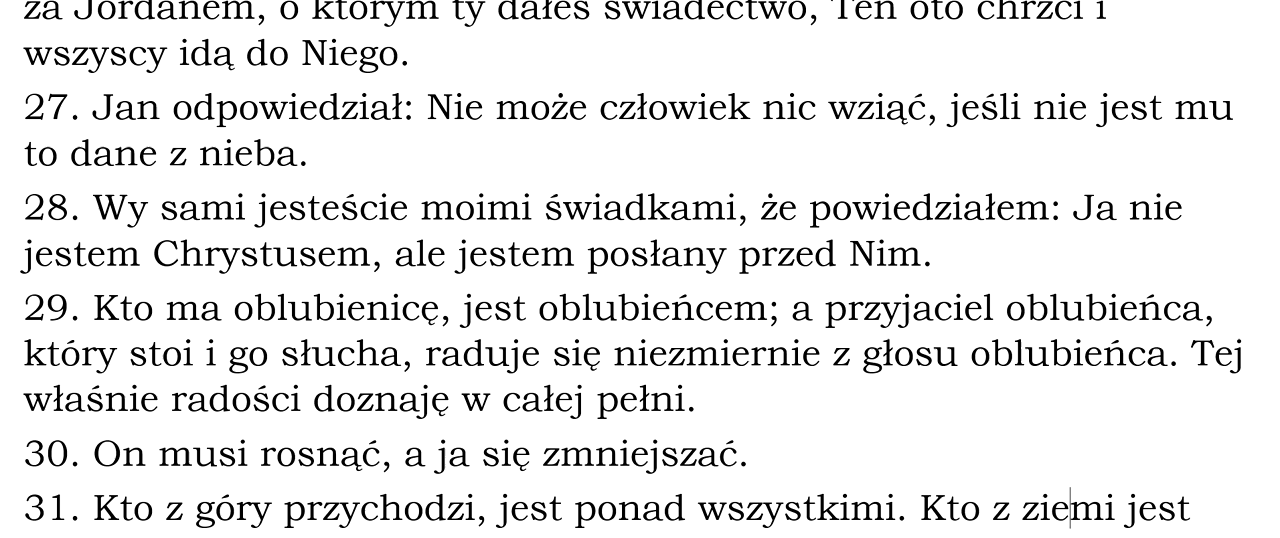 za Jordanem, o którym ty dałeś świadectwo, Ten oto chrzci i
wszyscy idą do Niego.
27. Jan odpowiedział: Nie może człowiek nic wziąć, jeśli nie jest mu
to dane z nieba.
28. Wy sami jesteście moimi świadkami, że powiedziałem: Ja nie
jestem Chrystusem, ale jestem posłany przed Nim.
29. Kto ma oblubienicę, jest oblubieńcem; a przyjaciel oblubieńca,
który stoi i go słucha, raduje się niezmiernie z głosu oblubieńca. Tej
właśnie radości doznaję w całej pełni.
30. On musi rosnąć, a ja się zmniejszać.
31. Kto z góry przychodzi, jest ponad wszystkimi. Kto z ziemi jest